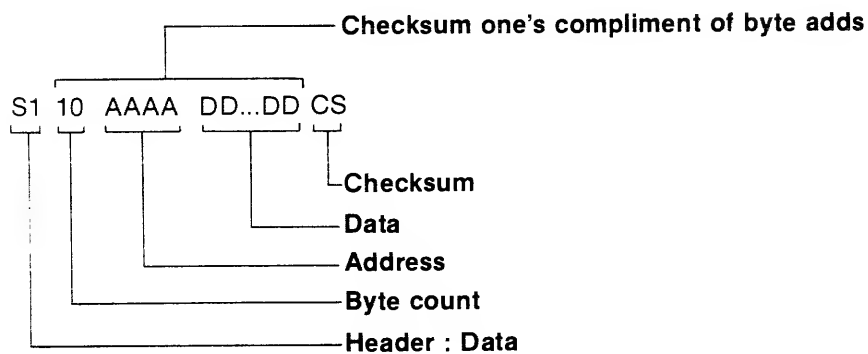 Checksum one's compliment of byte adds
S1 10 AAAA DD...DD CS
Checksum
Data
Address
Byte count
Header : Data